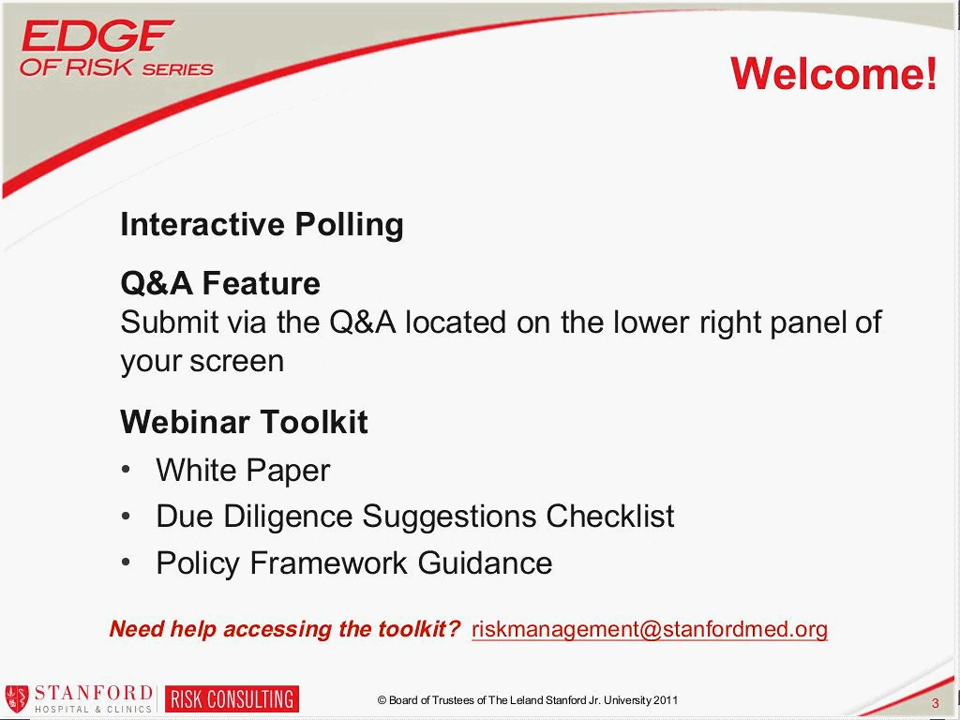 EDGE
OF RISK SERIES
Welcome!
Interactive Polling
Q&A Feature
Submit via the Q&A located on the lower right panel of
your screen
Webinar Toolkit
• White Paper
• Due Diligence Suggestions Checklist
• Policy Framework Guidance
Need help accessing the toolkit? riskmanagement@stanfordmed.org
STANFORD
HOSPITAL & CLINICS
RISK CONSULTING
© Board of Trustees of The Leland Stanford Jr. University 2011
3